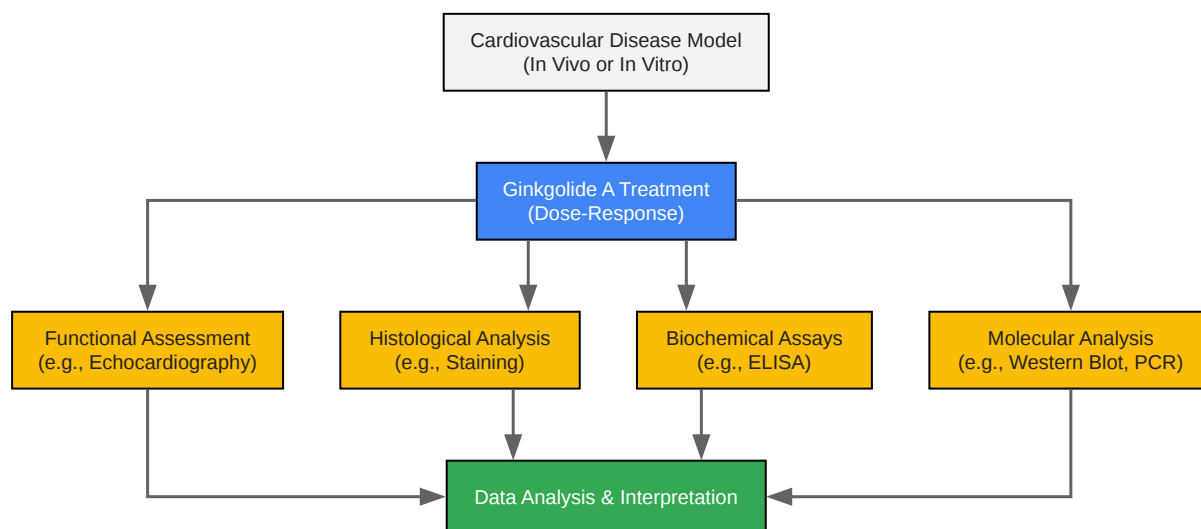 Cardiovascular Disease Model
(In Vivo or In Vitro)
Ginkgolide A Treatment
(Dose-Response)
Functional Assessment
(e.g., Echocardiography)
Histological Analysis
(e.g., Staining)
Biochemical Assays
(e.g., ELISA)
Molecular Analysis
(e.g., Western Blot, PCR)
Data Analysis & Interpretation